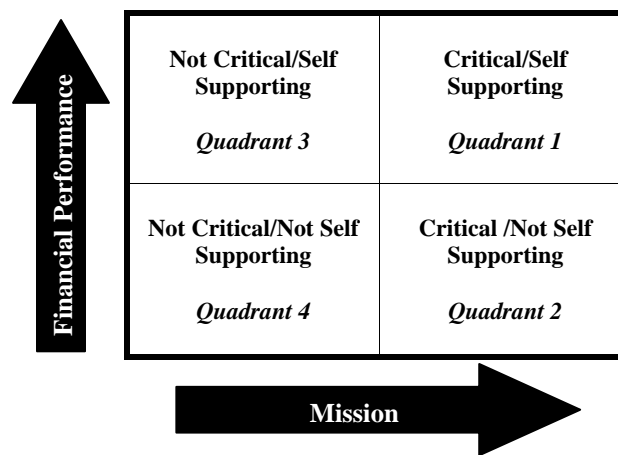 Financial Performance
Not Critical/Self
Supporting
Quadrant 3
Critical/Self
Supporting
Quadrant 1
Not Critical/Not Self
Supporting
Quadrant 4
Critical /Not Self
Supporting
Quadrant 2
Mission